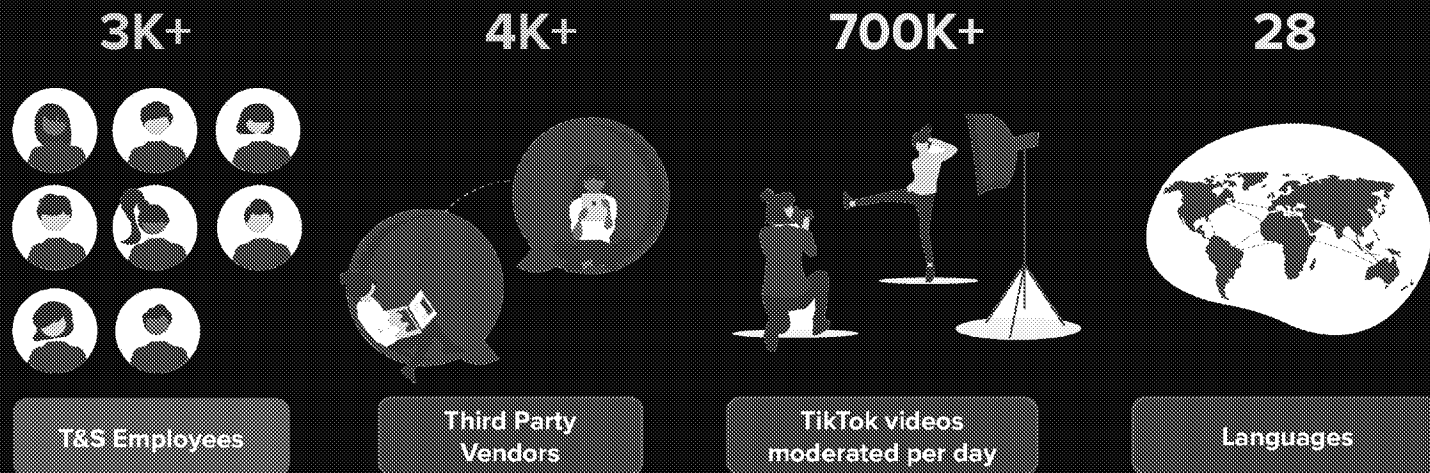 3K+
4K+
700K+
28
T&S Employees
Third Party
Vendors
TikTok videos
moderated per day
Languages